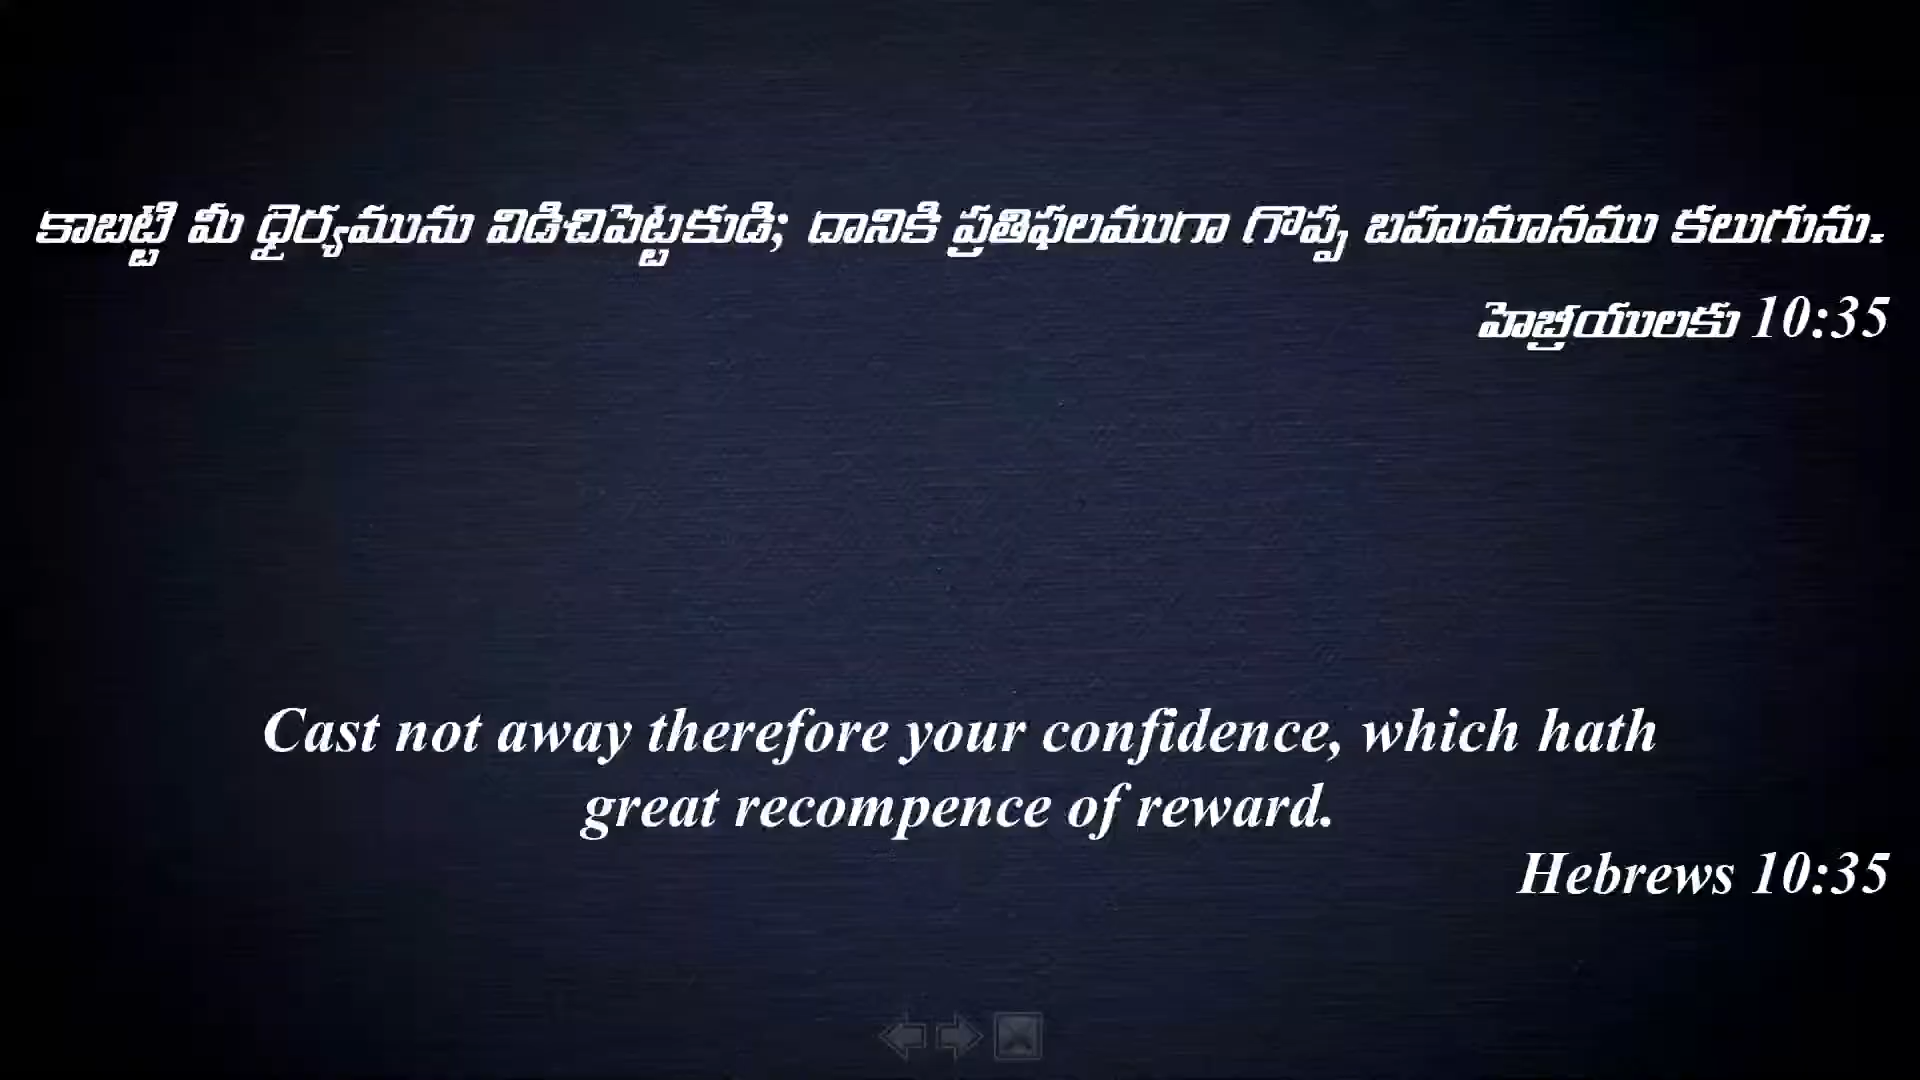 కాబట్టి మీ ధైర్యమును విడిచిపెట్టకుడి; దానికి ప్రతిఫలముగా గొప్ప బహుమానము కలుగును.
హెబ్రీయులకు 10:35
Cast not away therefore your confidence, which hath
great recompence of reward.
Hebrews 10:35